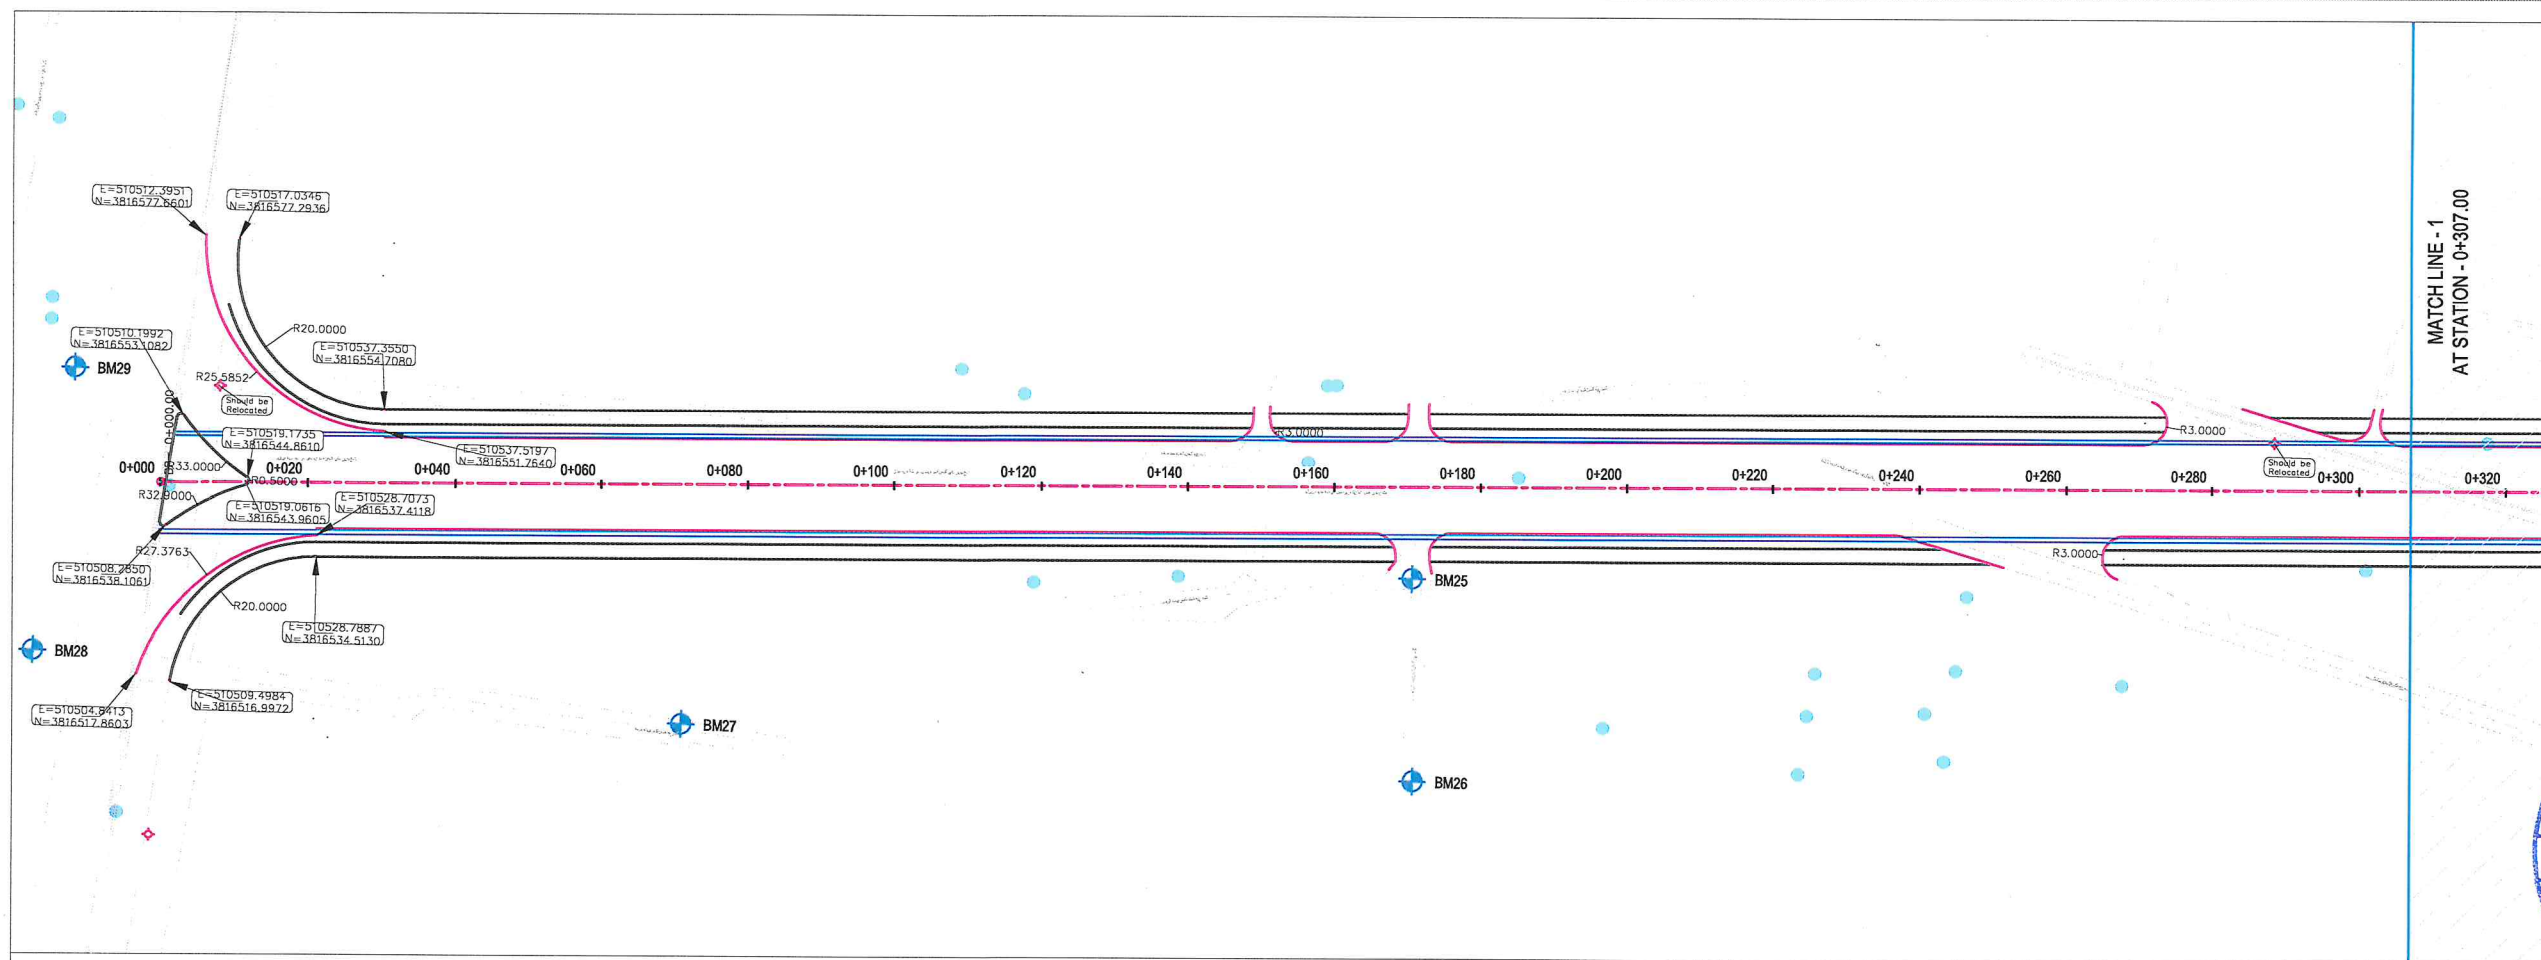 E=510512.3951
N=3816577.6601
E=510517.0346
N=3816577.2936
MATCH LINE - 1
AT STATION - 0+307.00
R20.0000
E=510510.1992
N=3816553.1082
E=510537.3550
N=3816554.7080
BM29
R25.5852
Should be
Relocated
0+000.00
E=510519.1735
N=3816544.8610
E=510537.5197
N=3816551.7640
R3.0000
R3.0000
Should be
Relocated
0+000
R33.0000
0+020
0+040
0+060
0+080
0+100
0+120
0+140
0+160
0+180
0+200
0+220
0+240
0+260
0+280
0+300
0+320
R0.5000
R32.9000
E=510519.0616
N=3816543.9605
E=510528.7073
N=3816537.4118
R27.3763
R3.0000
E=510508.2850
N=3816538.1061
BM25
R20.0000
E=510528.7887
N=3816534.5130
BM28
E=510509.4984
N=3816516.9972
E=510504.8413
N=3816517.8603
BM27
BM26